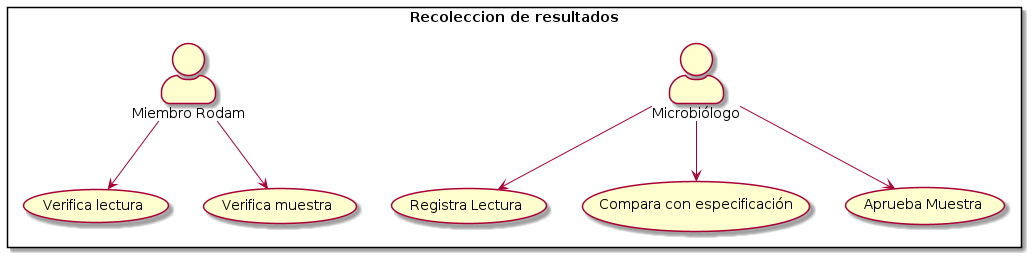 Recoleccion de resultados
Miembro Rodam
Microbiólogo
Verifica lectura
Verifica muestra
Registra Lectura
Compara con especificación
Aprueba Muestra